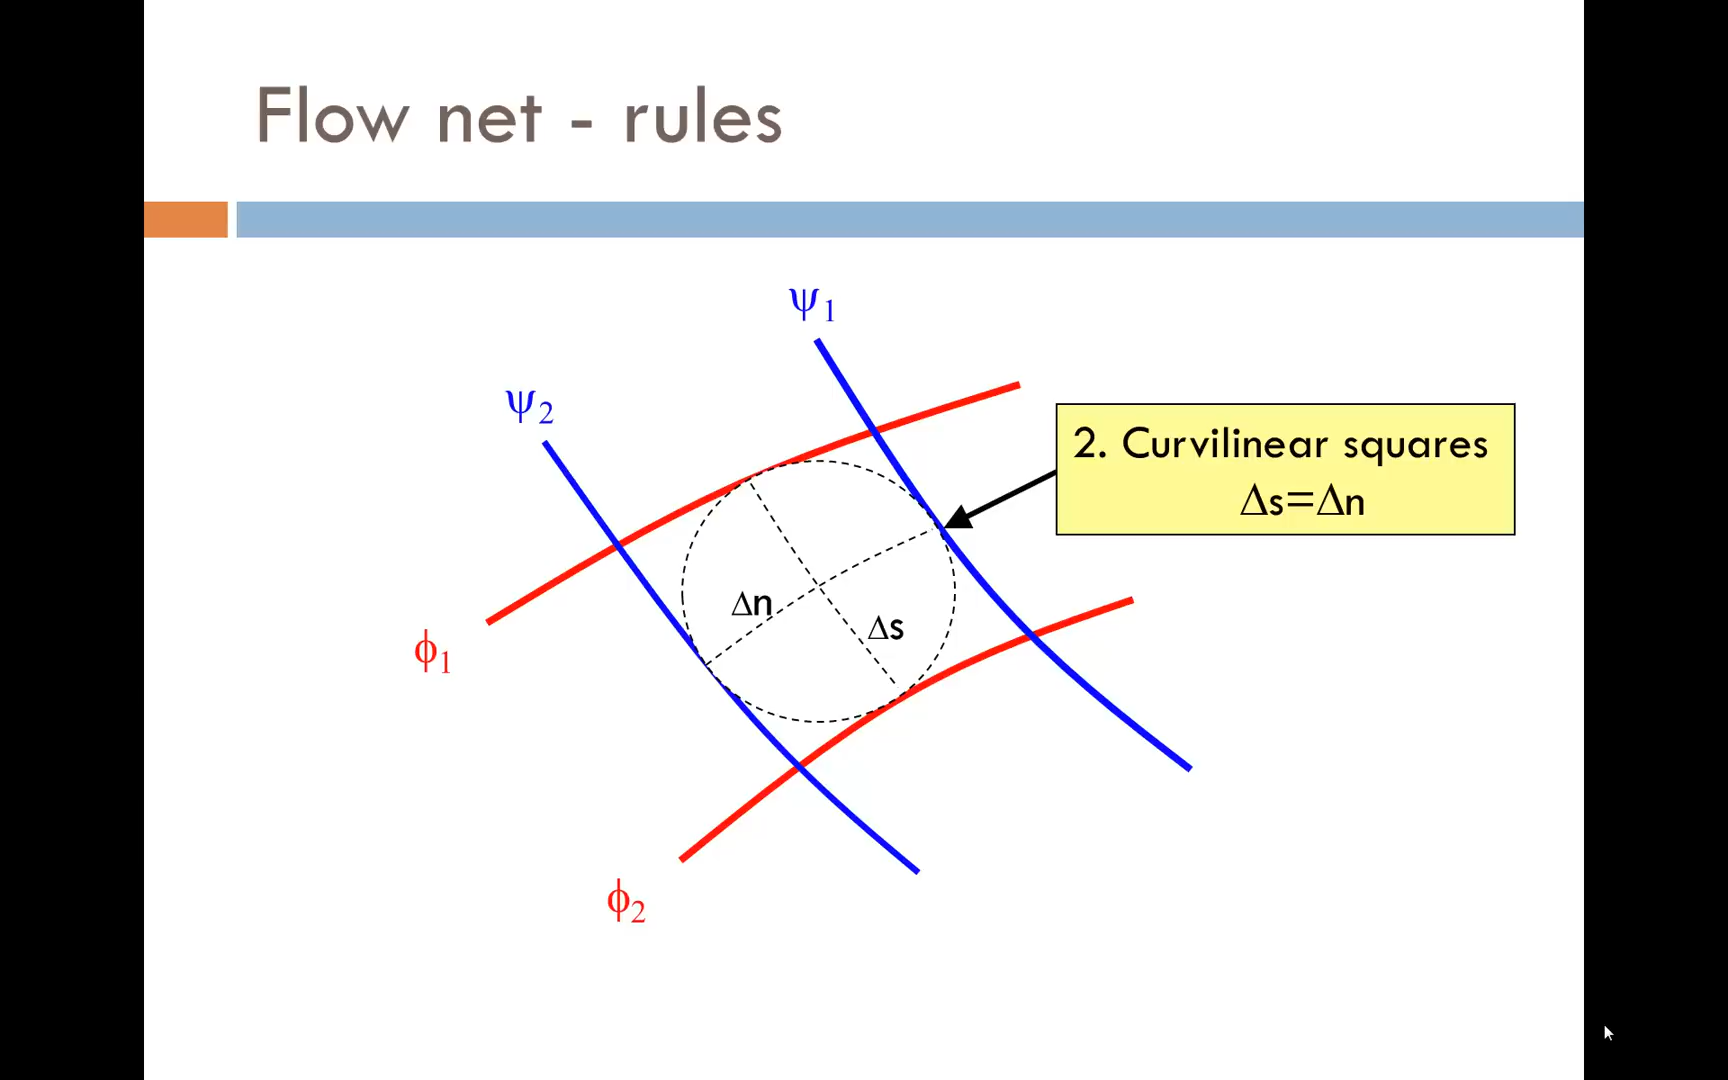 Flow net - rules
ψ1
ψ2
2. Curvilinear squares
Δs=Δn
Δn
Δs
ϕ1
ϕ2